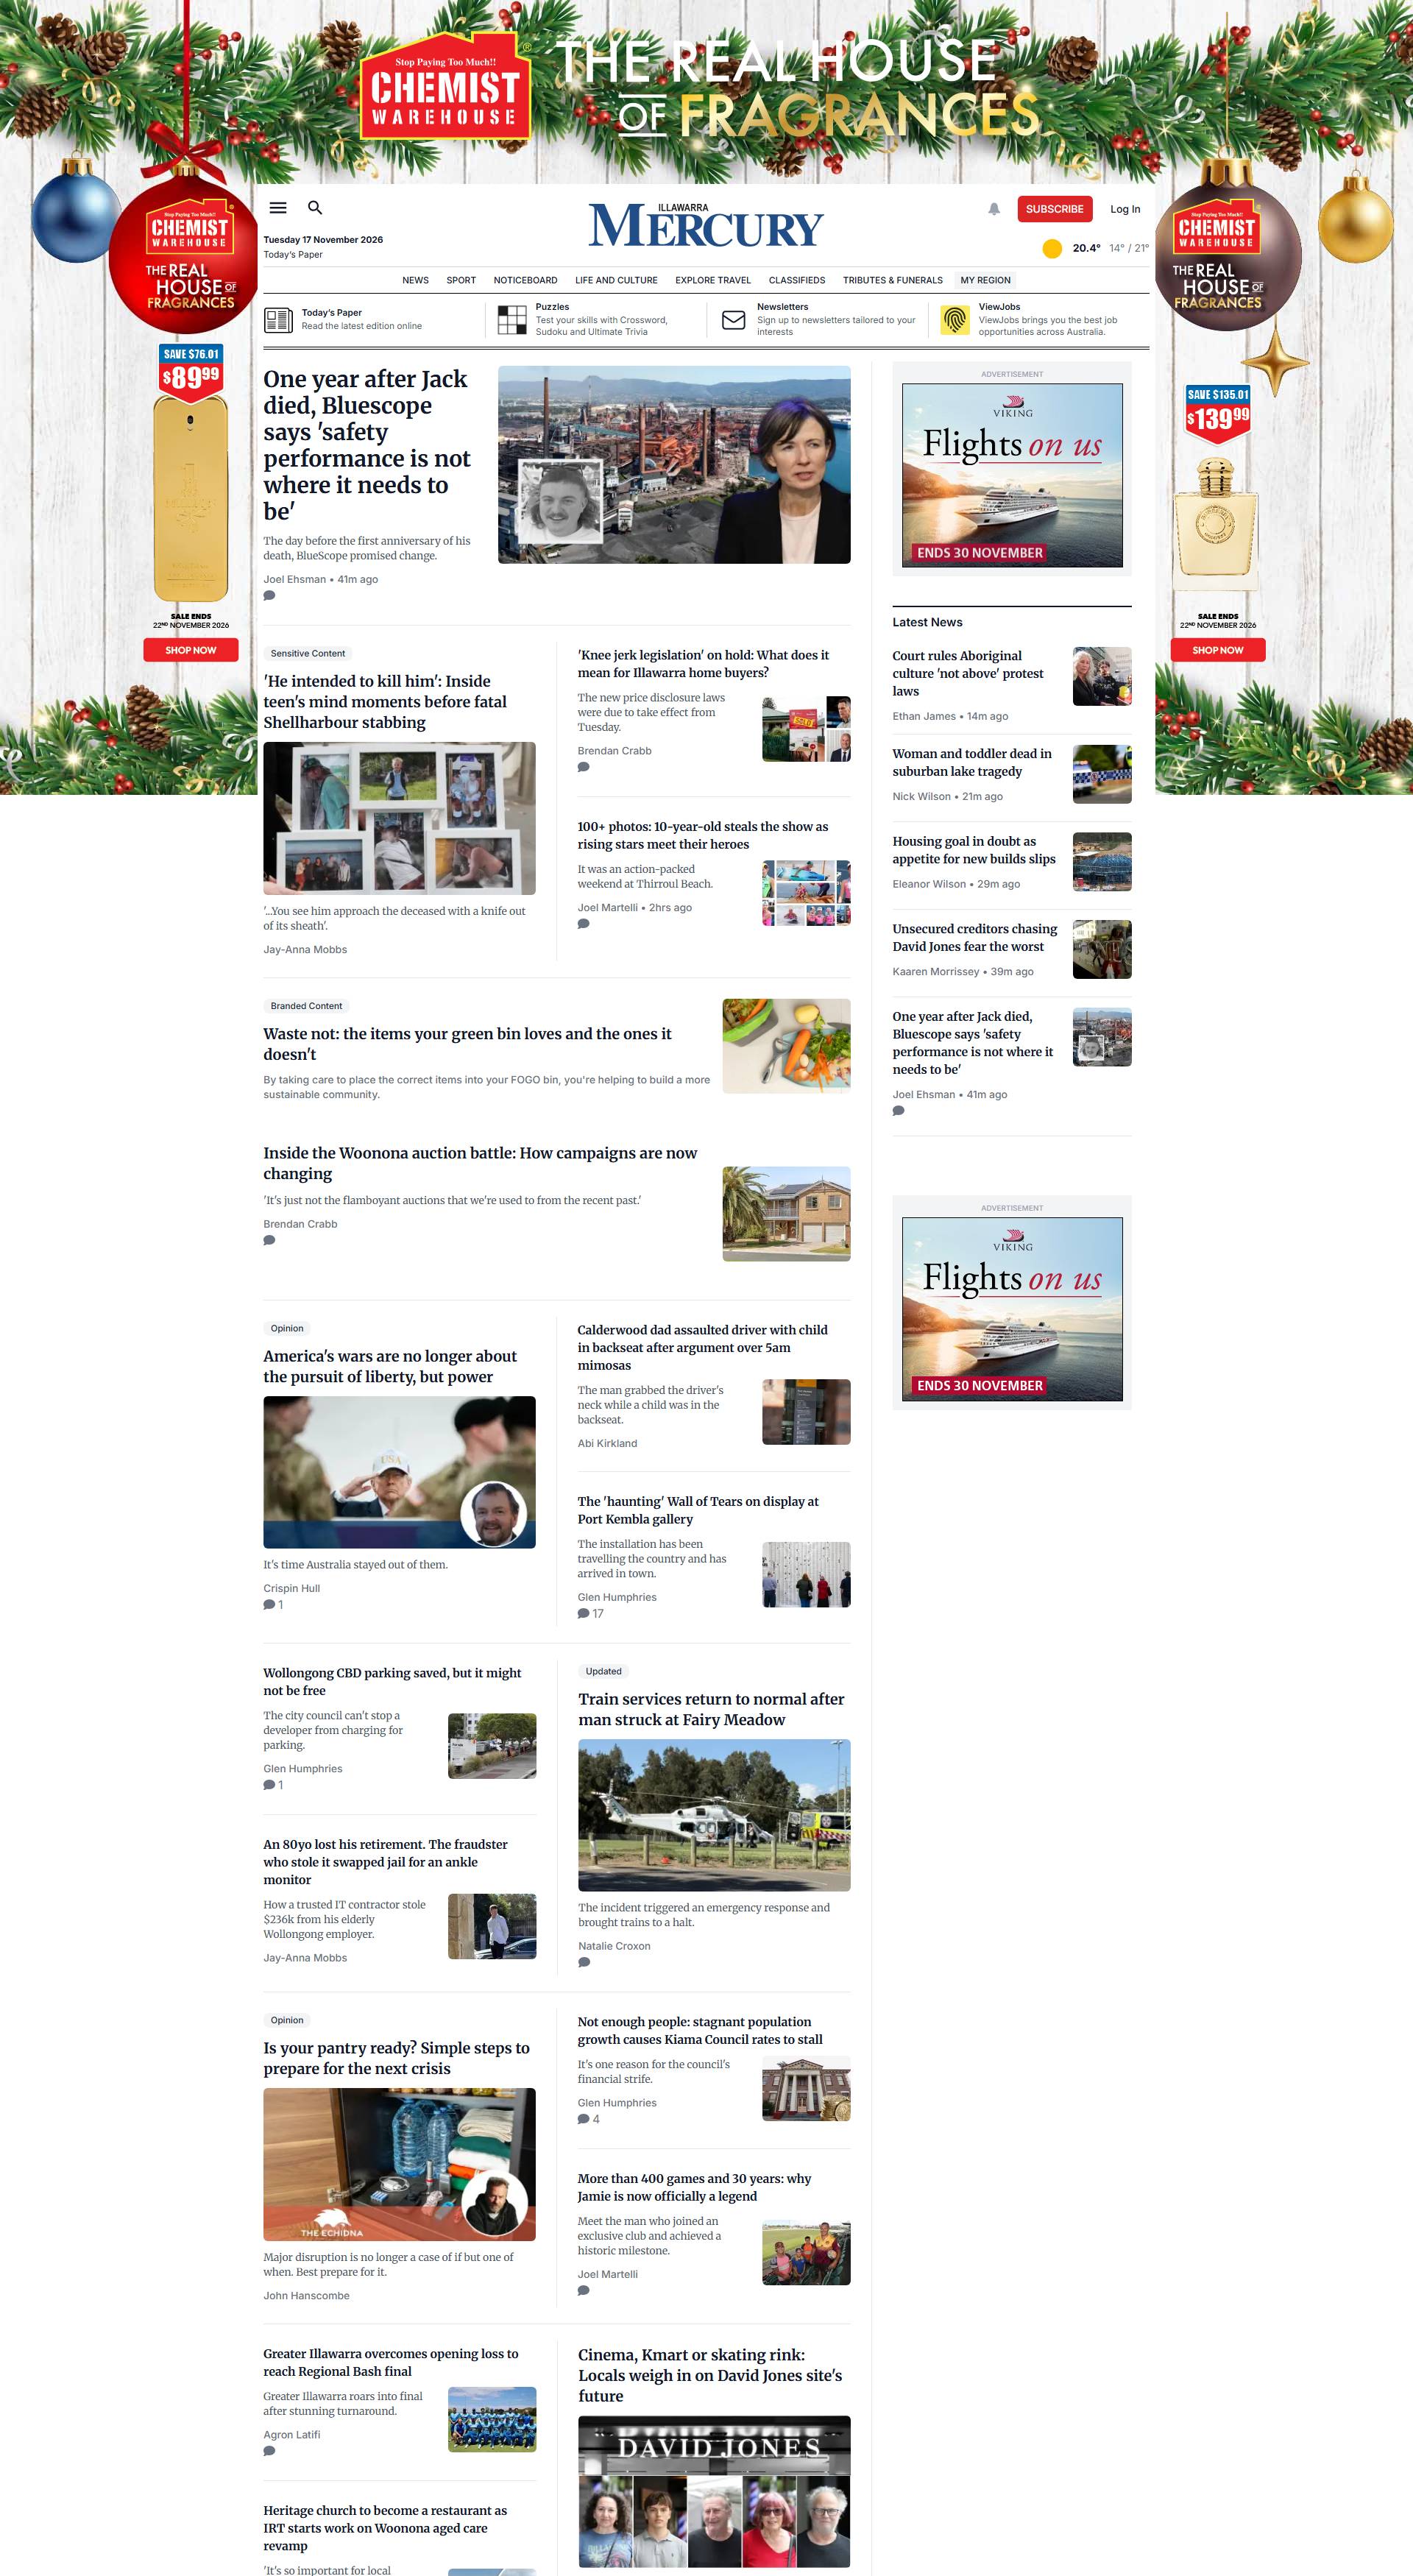 Stop Paying Too Much!!
CHEMIST
WAREHOUSE
THE REAL HOUSE
OF FRAGRANCES
Stop Paying Too Much!!
CHEMIST
WAREHOUSE
THE REAL
HOUSE OF
FRAGRANCES
SAVE $76.01
$89.99
SALE ENDS
22ND NOVEMBER 2026
SHOP NOW
Stop Paying Too Much!!
CHEMIST
WAREHOUSE
THE REAL
HOUSE OF
FRAGRANCES
SAVE $135.01
$139.99
SALE ENDS
22ND NOVEMBER 2026
SHOP NOW
ILLAWARRA
MERCURY
SUBSCRIBE
Log In
Tuesday 17 November 2026
Today's Paper
20.4° 14° / 21°
NEWS SPORT NOTICEBOARD LIFE AND CULTURE EXPLORE TRAVEL CLASSIFIEDS TRIBUTES & FUNERALS MY REGION
Today's Paper
Read the latest edition online
Puzzles
Test your skills with Crossword,
Sudoku and Ultimate Trivia
Newsletters
Sign up to newsletters tailored to your
interests
ViewJobs
ViewJobs brings you the best job
opportunities across Australia.
One year after Jack
died, Bluescope
says 'safety
performance is not
where it needs to
be'
The day before the first anniversary of his
death, BlueScope promised change.
Joel Ehsman • 41m ago
Sensitive Content
'He intended to kill him': Inside
teen's mind moments before fatal
Shellharbour stabbing
'...You see him approach the deceased with a knife out
of its sheath'.
Jay-Anna Mobbs
'Knee jerk legislation' on hold: What does it
mean for Illawarra home buyers?
The new price disclosure laws
were due to take effect from
Tuesday.
Brendan Crabb
SOLD
100+ photos: 10-year-old steals the show as
rising stars meet their heroes
It was an action-packed
weekend at Thirroul Beach.
Joel Martelli • 2hrs ago
Branded Content
Waste not: the items your green bin loves and the ones it
doesn't
By taking care to place the correct items into your FOGO bin, you're helping to build a more
sustainable community.
Inside the Woonona auction battle: How campaigns are now
changing
'It's just not the flamboyant auctions that we're used to from the recent past.'
Brendan Crabb
Opinion
America's wars are no longer about
the pursuit of liberty, but power
USA
It's time Australia stayed out of them.
Crispin Hull
1
Calderwood dad assaulted driver with child
in backseat after argument over 5am
mimosas
The man grabbed the driver's
neck while a child was in the
backseat.
Abi Kirkland
The 'haunting' Wall of Tears on display at
Port Kembla gallery
The installation has been
travelling the country and has
arrived in town.
Glen Humphries
17
Wollongong CBD parking saved, but it might
not be free
The city council can't stop a
developer from charging for
parking.
Glen Humphries
1
An 80yo lost his retirement. The fraudster
who stole it swapped jail for an ankle
monitor
How a trusted IT contractor stole
$236k from his elderly
Wollongong employer.
Jay-Anna Mobbs
Updated
Train services return to normal after
man struck at Fairy Meadow
The incident triggered an emergency response and
brought trains to a halt.
Natalie Croxon
Opinion
Is your pantry ready? Simple steps to
prepare for the next crisis
THE ECHIDNA
Major disruption is no longer a case of if but one of
when. Best prepare for it.
John Hanscombe
Not enough people: stagnant population
growth causes Kiama Council rates to stall
It's one reason for the council's
financial strife.
Glen Humphries
4
More than 400 games and 30 years: why
Jamie is now officially a legend
Meet the man who joined an
exclusive club and achieved a
historic milestone.
Joel Martelli
Greater Illawarra overcomes opening loss to
reach Regional Bash final
Greater Illawarra roars into final
after stunning turnaround.
Agron Latifi
Heritage church to become a restaurant as
IRT starts work on Woonona aged care
revamp
'It's so important for local
Cinema, Kmart or skating rink:
Locals weigh in on David Jones site's
future
DAVID JONES
ADVERTISEMENT
VIKING
Flights on us
ENDS 30 NOVEMBER
Latest News
Court rules Aboriginal
culture 'not above' protest
laws
Ethan James • 14m ago
Woman and toddler dead in
suburban lake tragedy
Nick Wilson • 21m ago
Housing goal in doubt as
appetite for new builds slips
Eleanor Wilson • 29m ago
Unsecured creditors chasing
David Jones fear the worst
Kaaren Morrissey • 39m ago
One year after Jack died,
Bluescope says 'safety
performance is not where it
needs to be'
Joel Ehsman • 41m ago
ADVERTISEMENT
VIKING
Flights on us
ENDS 30 NOVEMBER